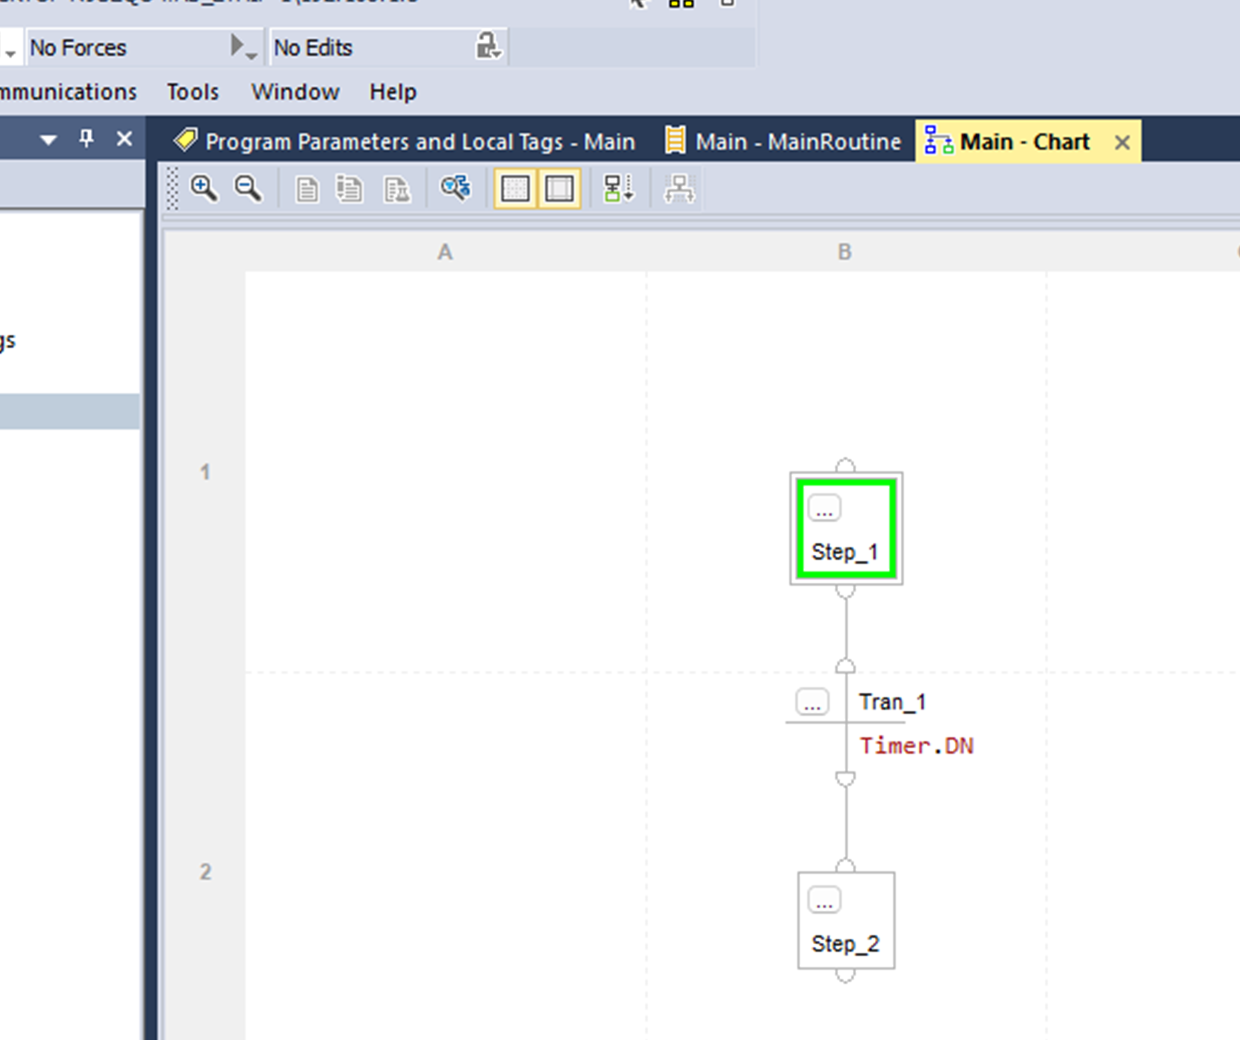 No Forces No Edits
mmunications Tools Window Help
Program Parameters and Local Tags - Main Main - MainRoutine Main - Chart
A B
gs
1
...
Step_1
... Tran_1
Timer.DN
2
...
Step_2